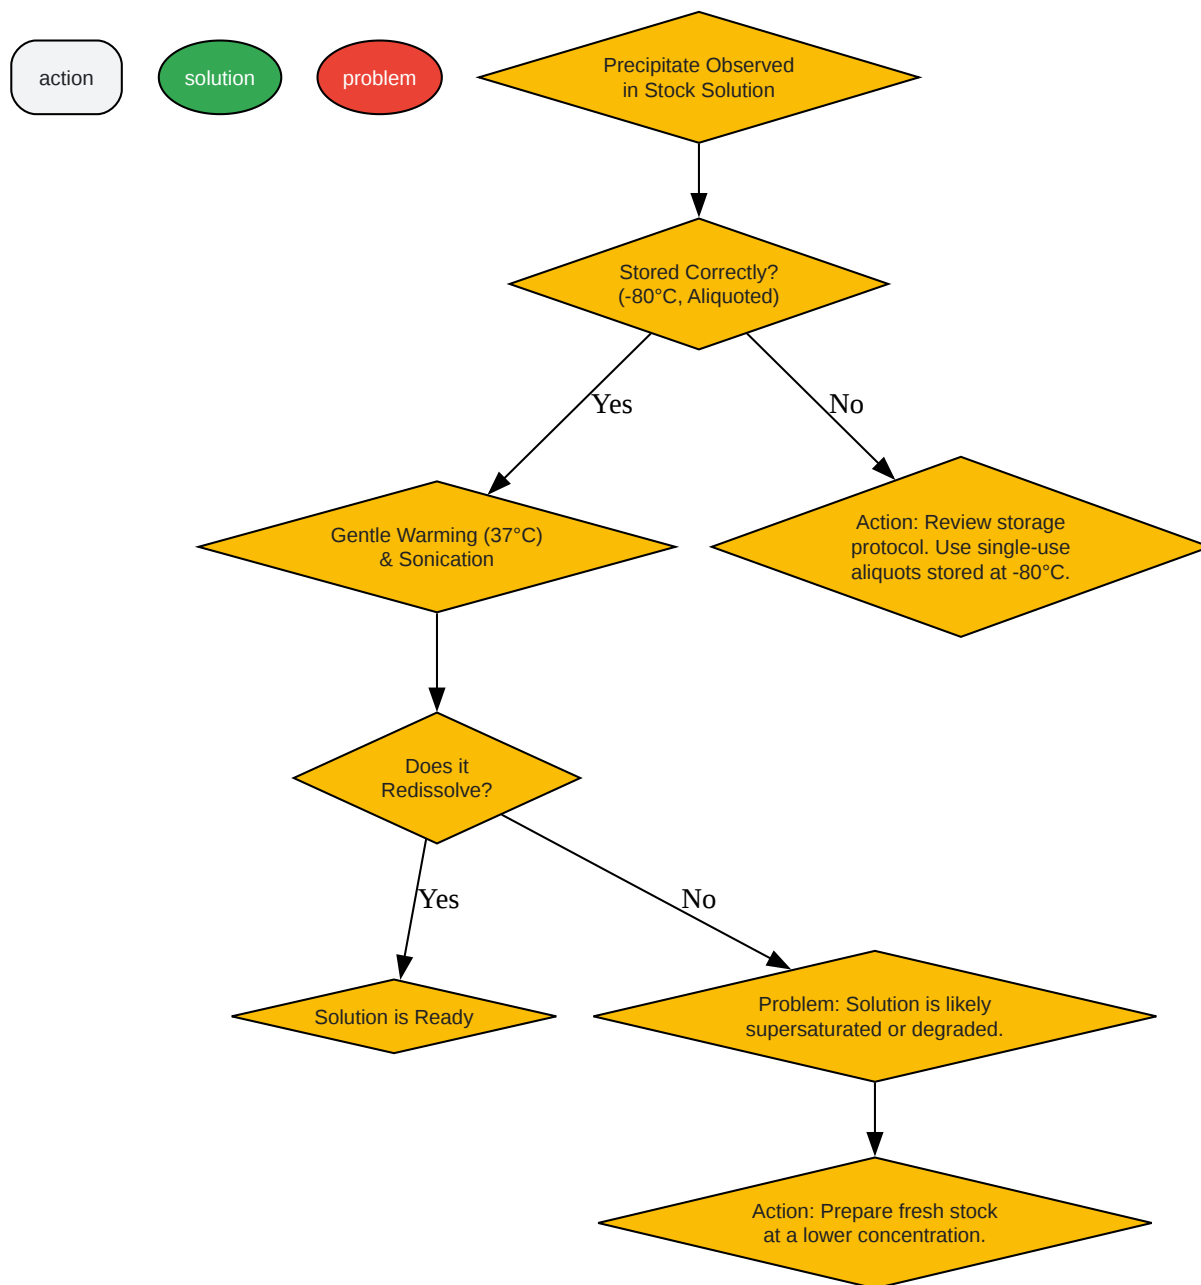 action
solution
problem
Precipitate Observed
in Stock Solution
Stored Correctly?
(-80°C, Aliquoted)
Yes
No
Gentle Warming (37°C)
& Sonication
Action: Review storage
protocol. Use single-use
aliquots stored at -80°C.
Does it
Redissolve?
Yes
No
Solution is Ready
Problem: Solution is likely
supersaturated or degraded.
Action: Prepare fresh stock
at a lower concentration.